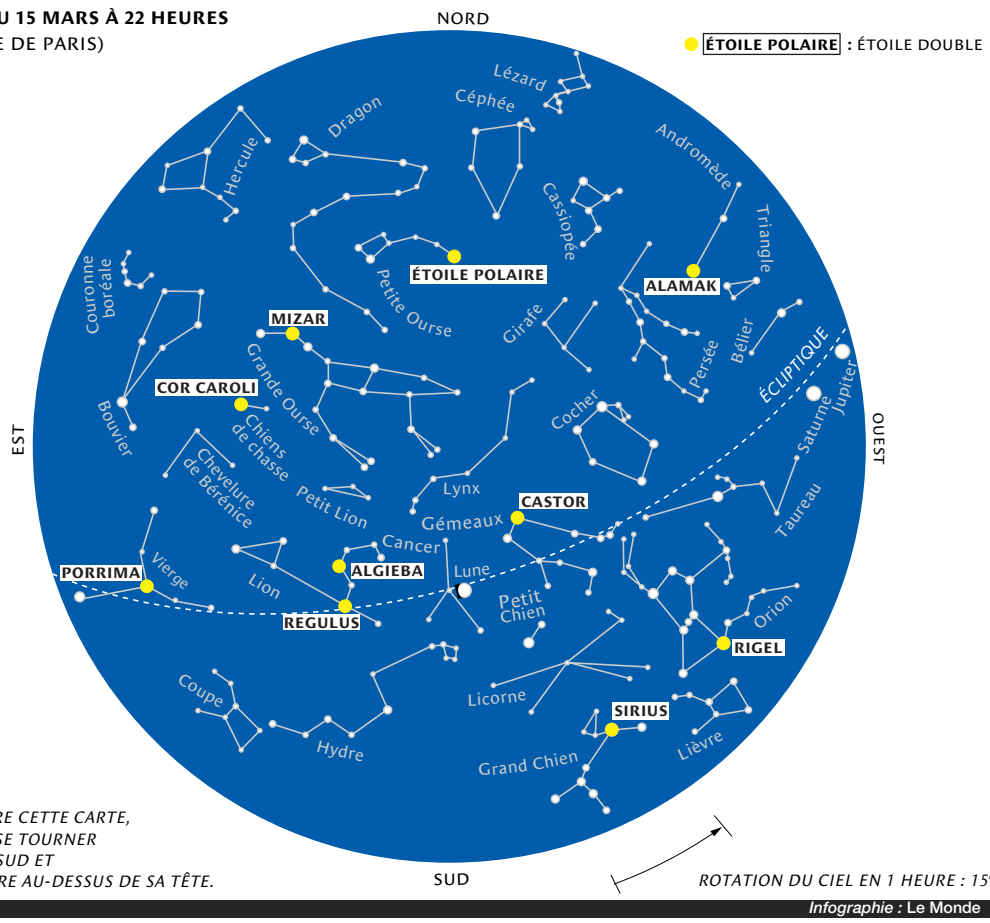 U 15 MARS À 22 HEURES
E DE PARIS)
NORD
ÉTOILE POLAIRE : ÉTOILE DOUBLE
Lézard
Céphée
Dragon
Hercule
Andromède
Cassiopée
Triangle
Couronne
boréale
ÉTOILE POLAIRE
Petite Ourse
ALAMAK
MIZAR
Girafe
Persée
Bélier
ÉCLIPTIQUE
Jupiter
Saturne
COR CAROLI
Grande Ourse
Bouvier
Chiens
de chasse
Cocher
EST
OUEST
Chevelure
de Bérénice
Petit Lion
Lynx
CASTOR
Gémeaux
Taureau
Cancer
PORRIMA
Vierge
Lion
ALGIEBA
Lune
REGULUS
Petit
Chien
Orion
RIGEL
Coupe
Licorne
SIRIUS
Hydre
Grand Chien
Lièvre
RE CETTE CARTE,
SE TOURNER
SUD ET
RE AU-DESSUS DE SA TÊTE.
SUD
ROTATION DU CIEL EN 1 HEURE : 15°
Infographie : Le Monde